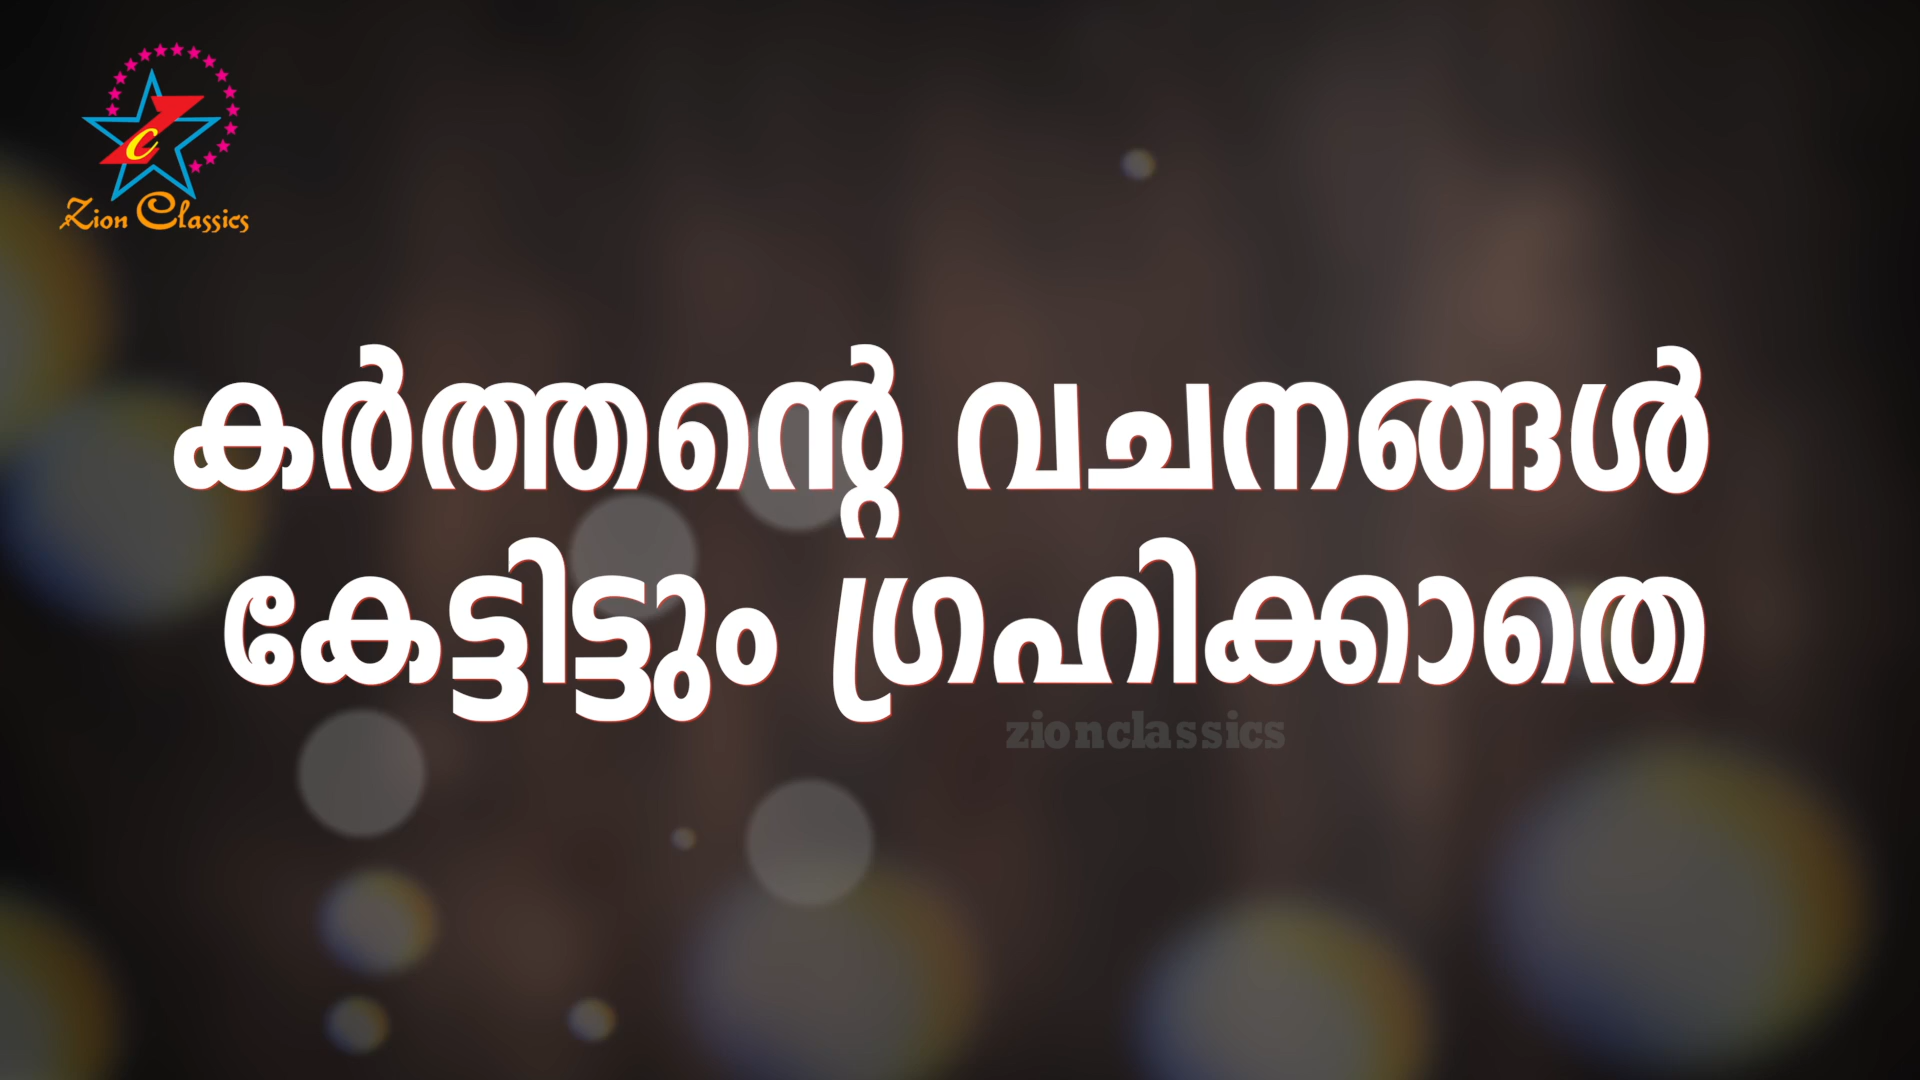 Zion Classics
കർത്തന്റെ വചനങ്ങൾ
കേട്ടിട്ടും ഗ്രഹിക്കാതെ
zionclassics